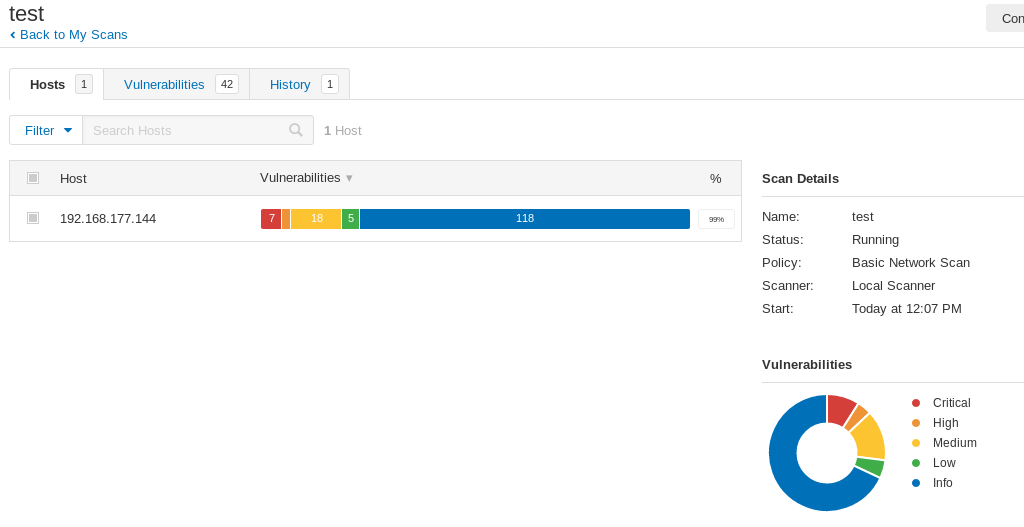 test
Back to My Scans
Con
Hosts 1 Vulnerabilities 42 History 1
Filter Search Hosts 1 Host
Host Vulnerabilities %
192.168.177.144 7 18 5 118 99%
Scan Details
Name: test
Status: Running
Policy: Basic Network Scan
Scanner: Local Scanner
Start: Today at 12:07 PM
Vulnerabilities
Critical
High
Medium
Low
Info